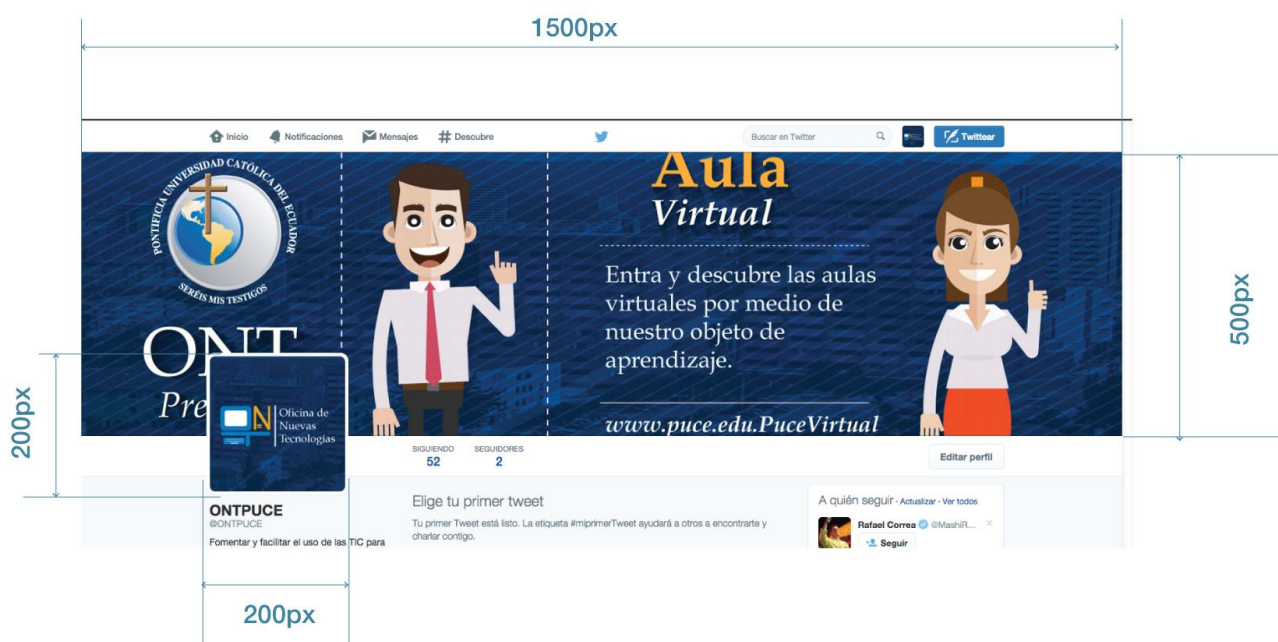 1500px
Inicio Notificaciones Mensajes Descubre Buscar en Twitter Twittear
PONTIFICIA UNIVERSIDAD CATÓLICA DEL ECUADOR
SERÉIS MIS TESTIGOS
ONT
Pre
Aula
Virtual
Entra y descubre las aulas
virtuales por medio de
nuestro objeto de
aprendizaje.
www.puce.edu.PuceVirtual
500px
200px
ON
Oficina de
Nuevas
Tecnologías
SIGUIENDO SEGUIDORES
52 2
Editar perfil
ONTPUCE
@ONTPUCE
Fomentar y facilitar el uso de las TIC para
Elige tu primer tweet
Tu primer Tweet está listo. La etiqueta #miprimerTweet ayudará a otros a encontrarte y
charlar contigo.
A quién seguir · Actualizar · Ver todos
Rafael Correa @MashiR... ×
Seguir
200px